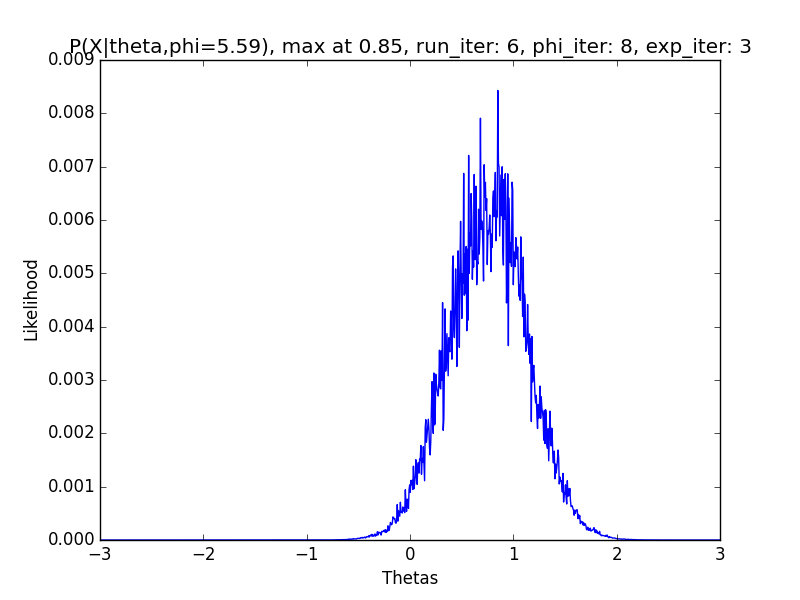 P(X|theta,phi=5.59), max at 0.85, run_iter: 6, phi_iter: 8, exp_iter: 3
0.009
0.008
0.007
0.006
0.005
0.004
0.003
0.002
0.001
0.000
Likelihood
−3 −2 −1 0 1 2 3
Thetas